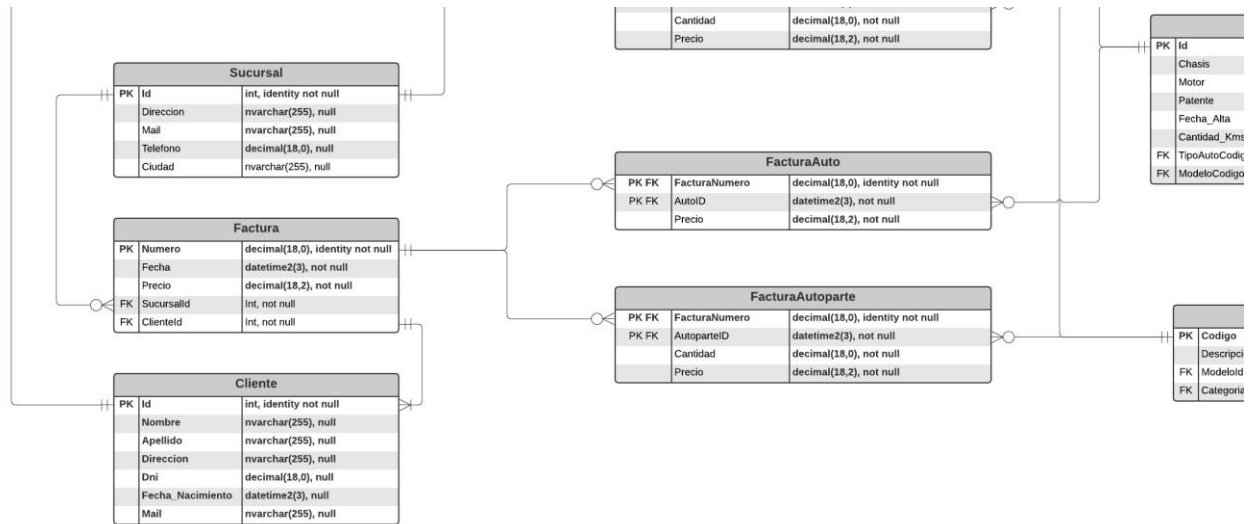 Cantidad decimal(18,0), not null
Precio decimal(18,2), not null
Sucursal
PK Id int, identity not null
Direccion nvarchar(255), null
Mail nvarchar(255), null
Telefono decimal(18,0), null
Ciudad nvarchar(255), null
Factura
PK Numero decimal(18,0), identity not null
Fecha datetime2(3), not null
Precio decimal(18,2), not null
FK SucursalId Int, not null
FK ClienteId Int, not null
Cliente
PK Id int, identity not null
Nombre nvarchar(255), null
Apellido nvarchar(255), null
Direccion nvarchar(255), null
Dni decimal(18,0), null
Fecha_Nacimiento datetime2(3), null
Mail nvarchar(255), null
FacturaAuto
PK FK FacturaNumero decimal(18,0), identity not null
PK FK AutoID datetime2(3), not null
Precio decimal(18,2), not null
FacturaAutoparte
PK FK FacturaNumero decimal(18,0), identity not null
PK FK AutoparteID datetime2(3), not null
Cantidad decimal(18,0), not null
Precio decimal(18,2), not null
PK Id
Chasis
Motor
Patente
Fecha_Alta
Cantidad_Kms
FK TipoAutoCodig
FK ModeloCodigo
PK Codigo
Descripci
FK ModeloId
FK Categoria